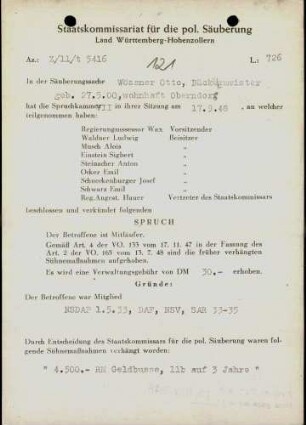 Staatskommissariat für die pol. Säuberung
Land Württemberg-Hohenzollern
Az.: Z/11/t 5416
121
L.: 726
In der Säuberungssache Wössner Otto,
geb. 27.5.00, wohnhaft Oberndorf
hat die Spruchkammer VII in ihrer Sitzung am 17.9.48, an welcher
teilgenommen haben:
Regierungsassessor Wax Vorsitzender
Waldner Ludwig Beisitzer
Musch Alois "
Einstein Sigbert "
Steinacher Anton "
Oeker Emil "
Schneckenburger Josef "
Schwarz Emil "
Reg.Angest. Hauer Vertreter des Staatskommissars
beschlossen und verkündet folgenden
SPRUCH
Der Betroffene ist Mitläufer.
Gemäß Art. 4 der VO. 133 vom 17. 11. 47 in der Fassung des
Art. 2 der VO. 165 vom 13. 7. 48 sind die früher verhängten
Sühnemaßnahmen aufgehoben.
Es wird eine Verwaltungsgebühr von DM 30.- erhoben.
Gründe:
Der Betroffene war Mitglied
NSDAP 1.5.33, DAF, NSV, SAR 33-35
Durch Entscheidung des Staatskommissars für die pol. Säuberung waren fol-
gende Sühnemaßnahmen verhängt worden:
" 4.500.- RM Geldbusse, 11b auf 3 Jahre "